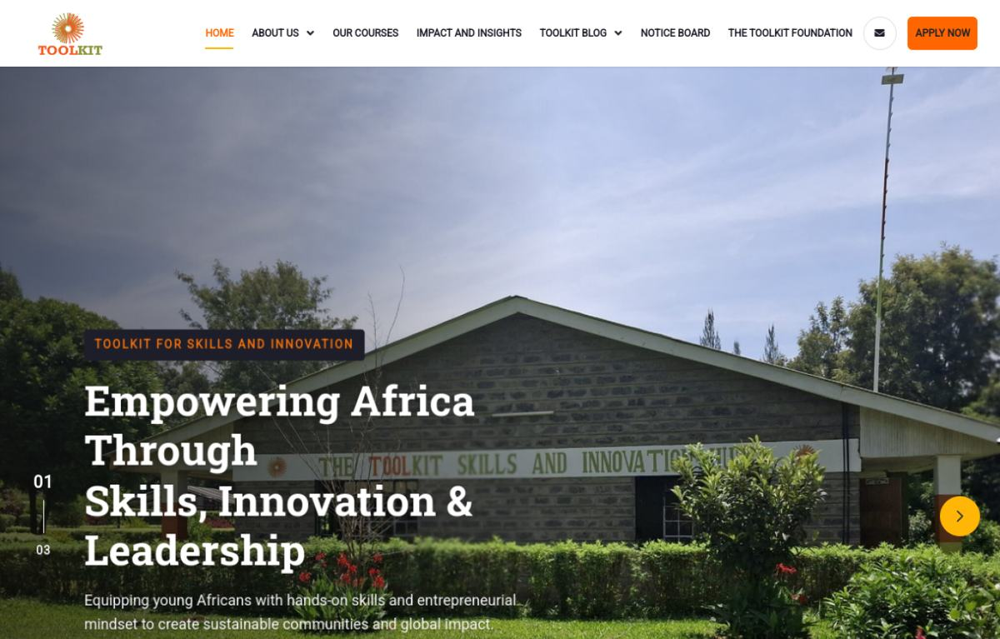 TOOLKIT
HOME ABOUT US OUR COURSES IMPACT AND INSIGHTS TOOLKIT BLOG NOTICE BOARD THE TOOLKIT FOUNDATION APPLY NOW
TOOLKIT FOR SKILLS AND INNOVATION
Empowering Africa
Through
THE TOOLKIT SKILLS AND INNOVATION
01
Skills, Innovation &
Leadership
03
Equipping young Africans with hands-on skills and entrepreneurial
mindset to create sustainable communities and global impact.